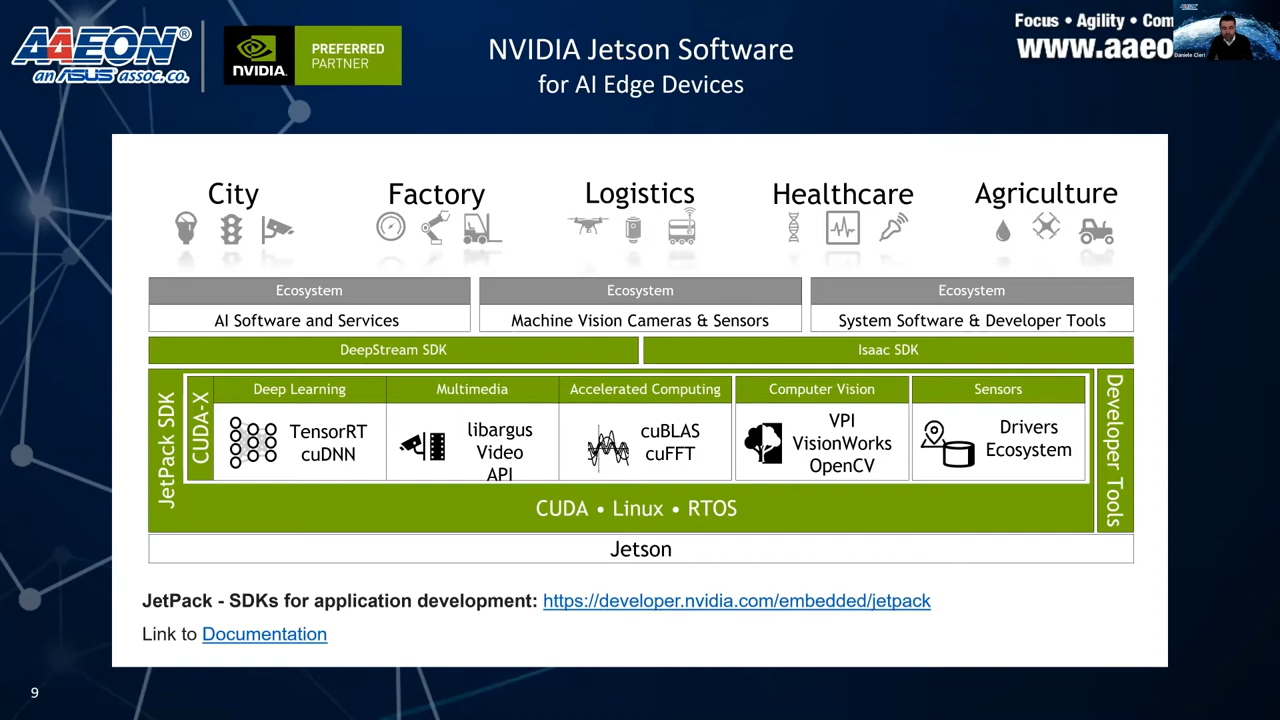 AAEON®
an ASUS assoc. co.
NVIDIA.
PREFERRED
PARTNER
NVIDIA Jetson Software
for AI Edge Devices
Focus • Agility • Com
www.aaeo
Daniele Cleri
City
Factory
Logistics
Healthcare
Agriculture
Ecosystem
Ecosystem
Ecosystem
AI Software and Services
Machine Vision Cameras & Sensors
System Software & Developer Tools
DeepStream SDK
Isaac SDK
JetPack SDK
CUDA-X
Deep Learning
Multimedia
Accelerated Computing
Computer Vision
Sensors
Developer Tools
TensorRT
cuDNN
libargus
Video
API
cuBLAS
cuFFT
VPI
VisionWorks
OpenCV
Drivers
Ecosystem
CUDA • Linux • RTOS
Jetson
JetPack - SDKs for application development: https://developer.nvidia.com/embedded/jetpack
Link to Documentation
9